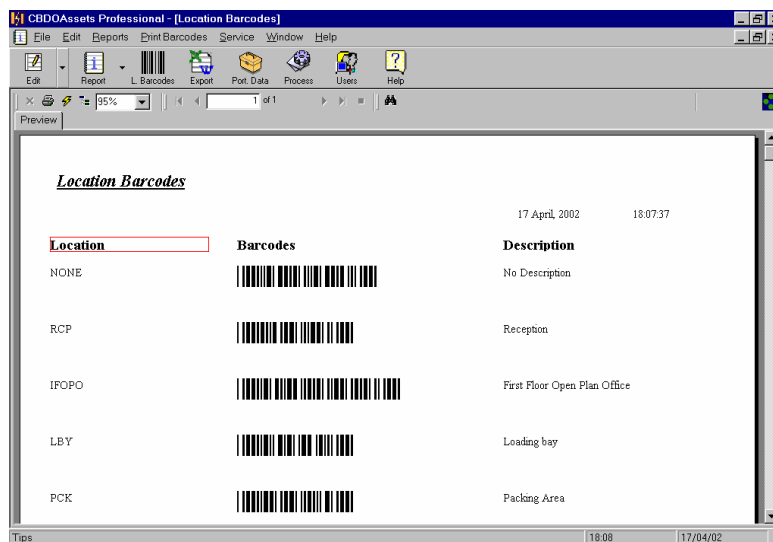 CBDOAssets Professional - [Location Barcodes]
File Edit Reports Print Barcodes Service Window Help
Edit Report L. Barcodes Export Port. Data Process Users Help
95% 1 of 1
Preview
Location Barcodes
17 April, 2002 18:07:37
Location Barcodes Description
NONE No Description
RCP Reception
IFOPO First Floor Open Plan Office
LBY Loading bay
PCK Packing Area
Tips 18:08 17/04/02